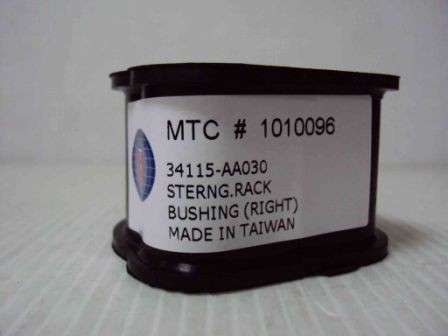 MTC # 1010096
34115-AA030
STERNG.RACK
BUSHING (RIGHT)
MADE IN TAIWAN